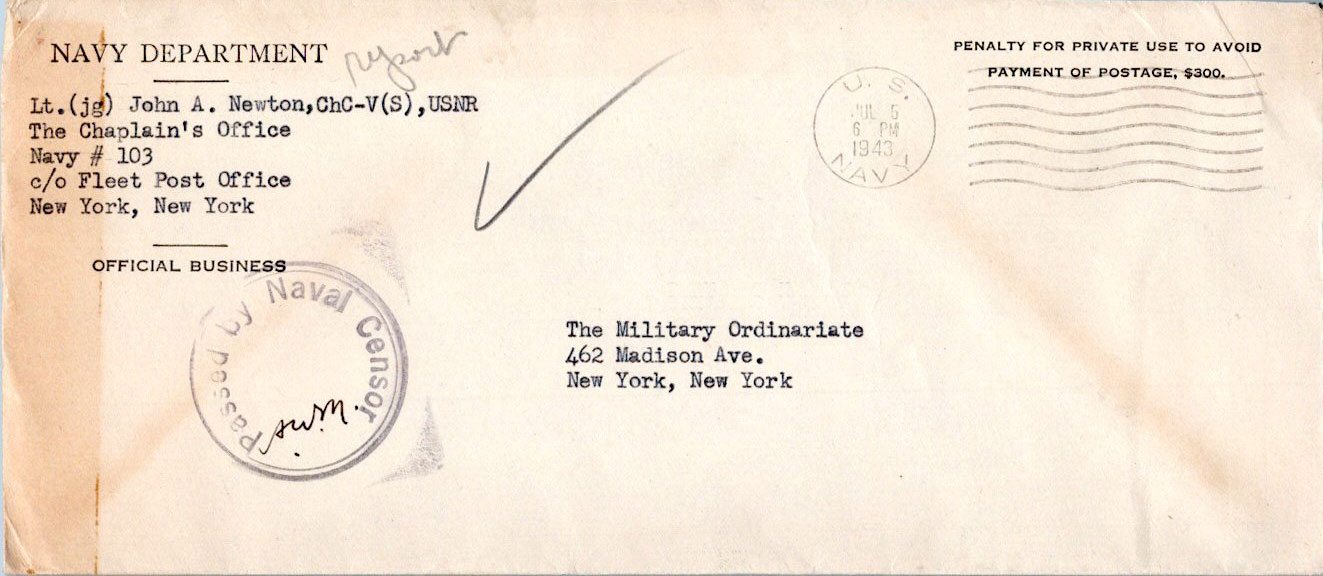 NAVY DEPARTMENT
report
Lt.(jg) John A. Newton,ChC-V(S),USNR
The Chaplain's Office
Navy # 103
c/o Fleet Post Office
New York, New York
OFFICIAL BUSINESS
PENALTY FOR PRIVATE USE TO AVOID
PAYMENT OF POSTAGE, $300.
U. S.
JUL 5
6 PM
1943
NAVY
Passed by Naval Censor
The Military Ordinariate
462 Madison Ave.
New York, New York